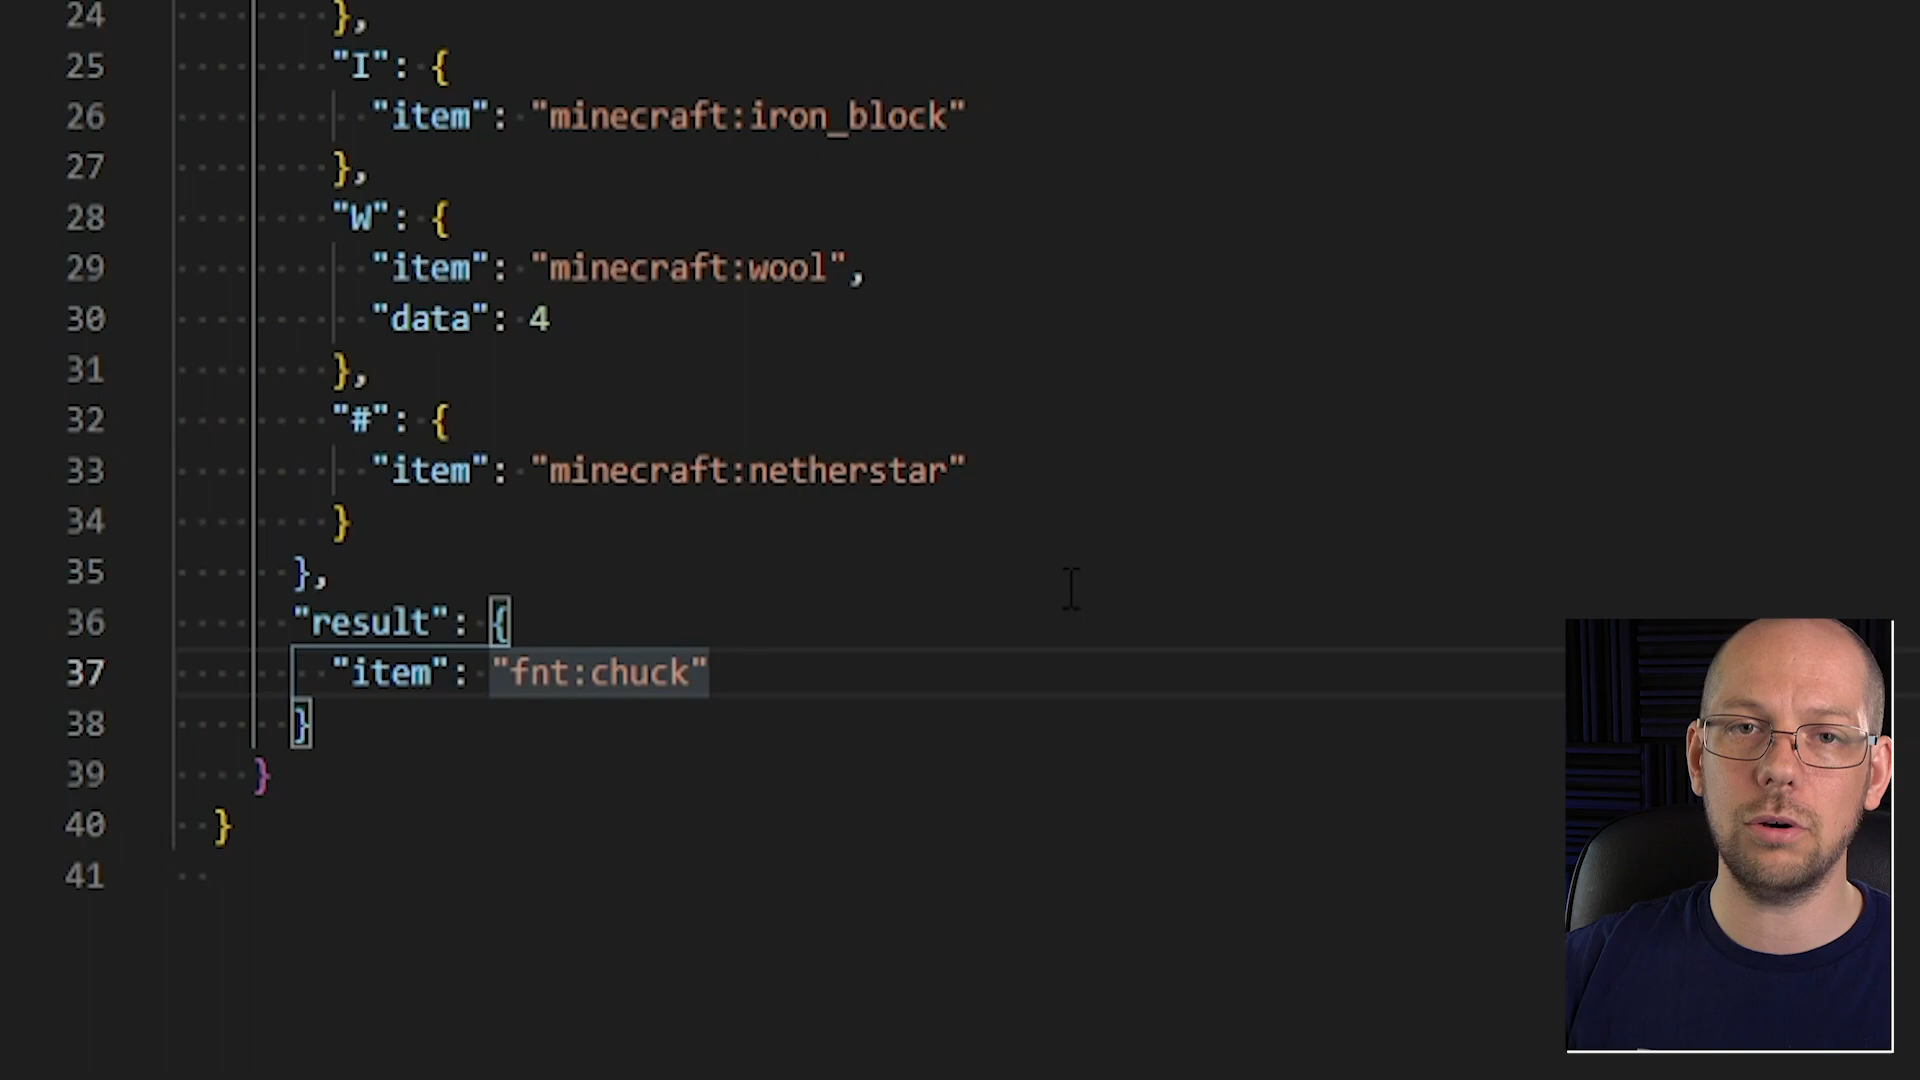 24 },
25 "I": {
26 "item": "minecraft:iron_block"
27 },
28 "W": {
29 "item": "minecraft:wool",
30 "data": 4
31 },
32 "#": {
33 "item": "minecraft:netherstar"
34 }
35 },
36 "result": {
37 "item": "fnt:chuck"
38 }
39 }
40 }
41